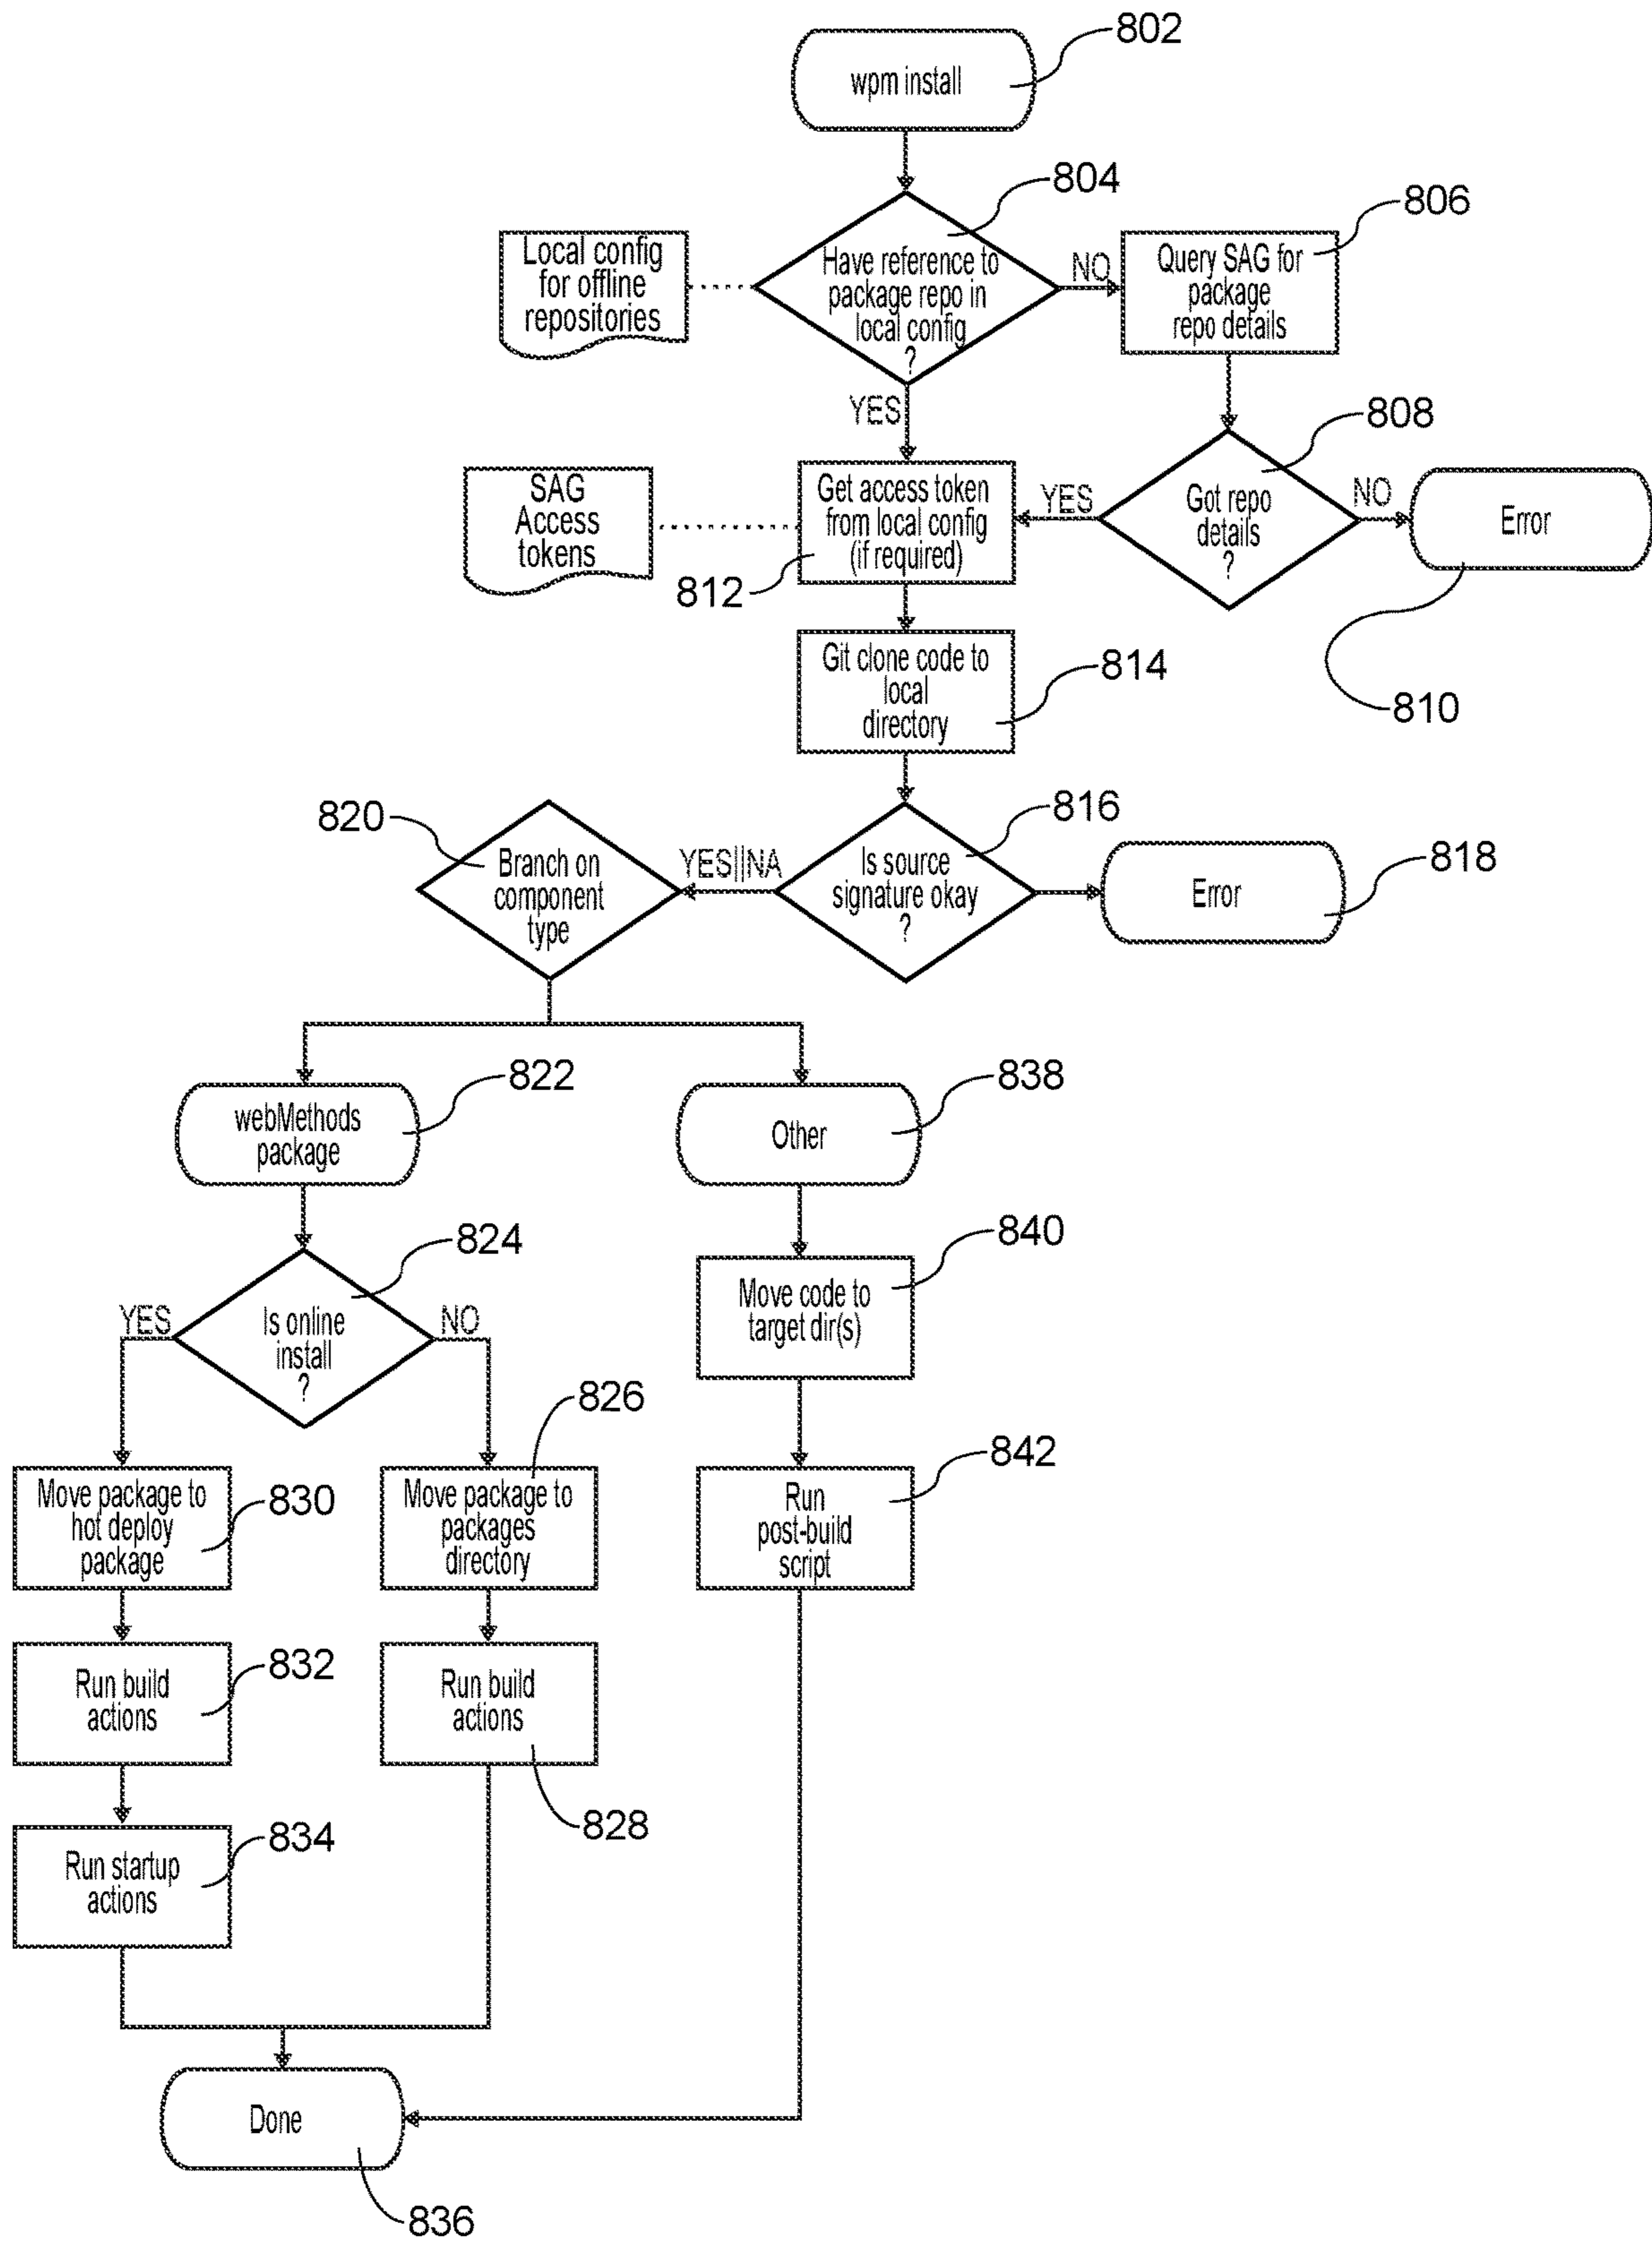 802
wpm install
804
806
Local config
for offline
repositories
Have reference to
package repo in
local config
?
NO
Query SAG for
package
repo details
YES
808
SAG
Access
tokens
Get access token
from local config
(if required)
812
YES
Got repo
details
?
NO
Error
810
Git clone code to
local
directory
814
820
Branch on
component
type
YES||NA
816
Is source
signature okay
?
Error
818
webMethods
package
822
Other
838
824
YES
Is online
install
?
NO
840
Move code to
target dir(s)
826
Move package to
hot deploy
package
830
Move package to
packages
directory
842
Run
post-build
script
Run build
actions
832
Run build
actions
828
Run startup
actions
834
Done
836